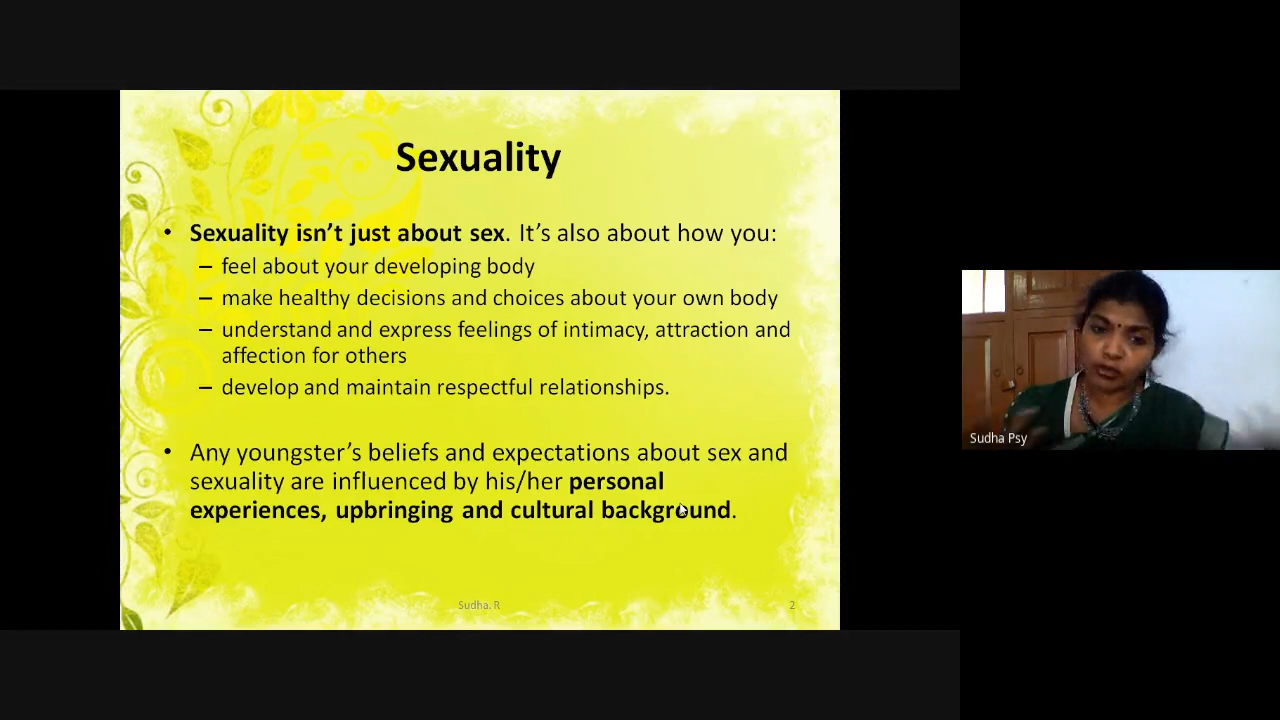 Sexuality
• Sexuality isn’t just about sex. It’s also about how you:
– feel about your developing body
– make healthy decisions and choices about your own body
– understand and express feelings of intimacy, attraction and
affection for others
– develop and maintain respectful relationships.
• Any youngster’s beliefs and expectations about sex and
sexuality are influenced by his/her personal
experiences, upbringing and cultural background.
Sudha. R
2
Sudha Psy